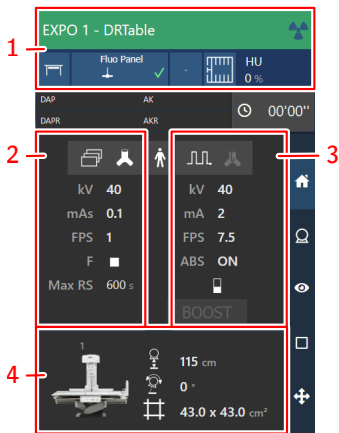 EXPO 1 - DRTable
1
Fluo Panel
HU
0 %
DAP
AK
00'00''
DAPR
AKR
2
3
kV 40
kV 40
mAs 0.1
mA 2
FPS 1
FPS 7.5
F
ABS ON
Max RS 600 s
BOOST
4
1
115 cm
0 °
43.0 x 43.0 cm²